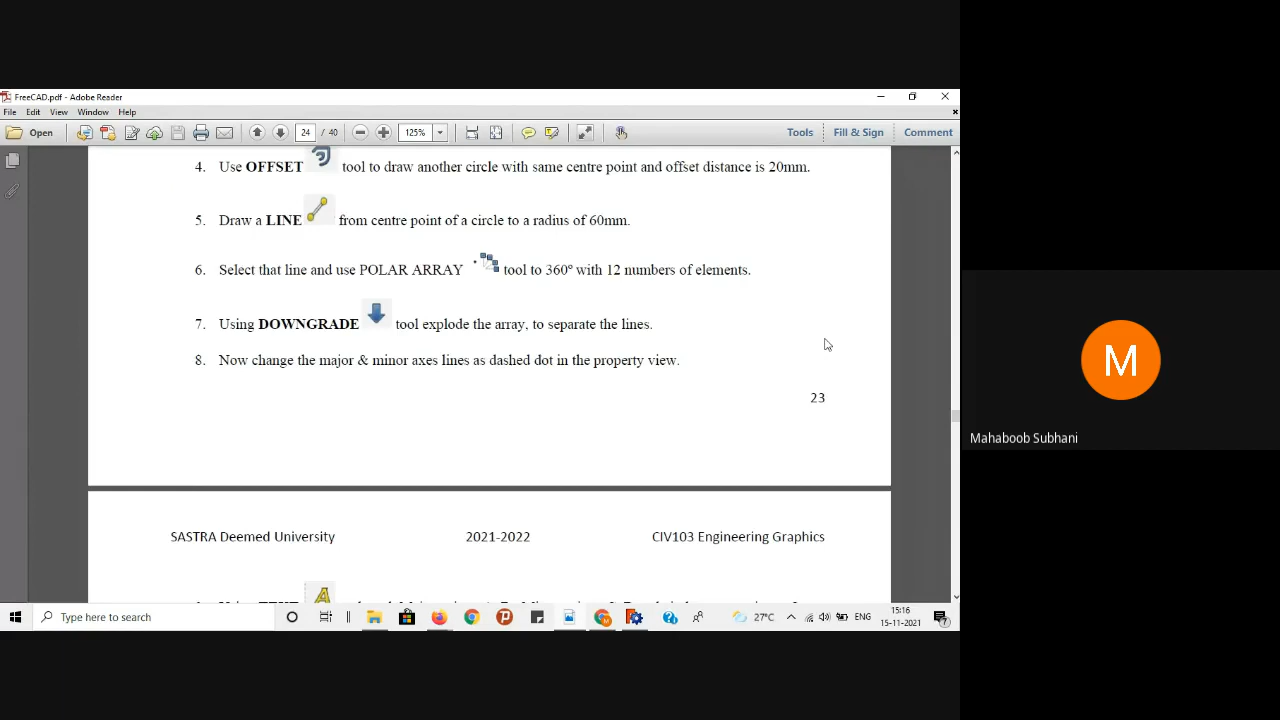 FreeCAD.pdf - Adobe Reader
File Edit View Window Help
Open 24 / 40 125% Tools Fill & Sign Comment
4. Use OFFSET tool to draw another circle with same centre point and offset distance is 20mm.
5. Draw a LINE from centre point of a circle to a radius of 60mm.
6. Select that line and use POLAR ARRAY tool to 360º with 12 numbers of elements.
7. Using DOWNGRADE tool explode the array, to separate the lines.
8. Now change the major & minor axes lines as dashed dot in the property view.
23
SASTRA Deemed University 2021-2022 CIV103 Engineering Graphics
M
Mahaboob Subhani
Type here to search 27°C ENG 15:16
15-11-2021